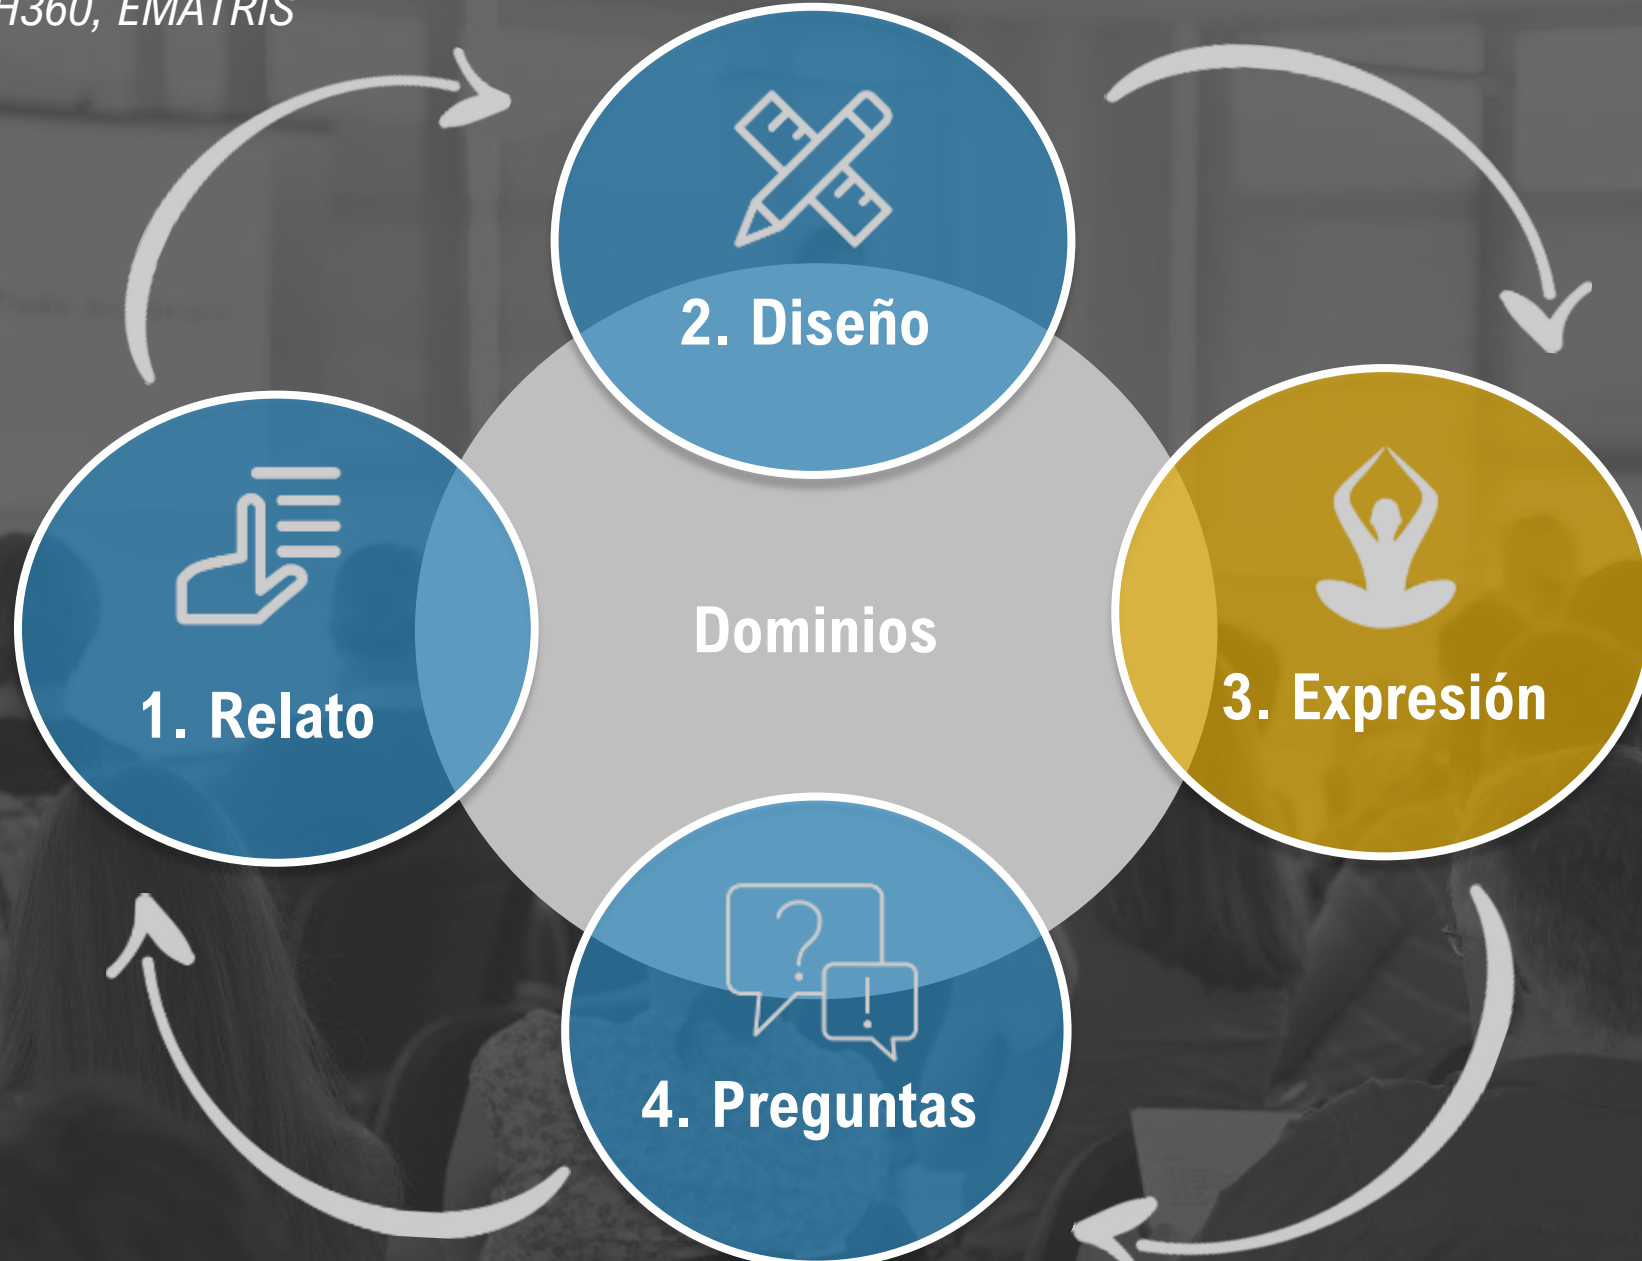 H360, EMATRIS
2. Diseño
Dominios
1. Relato
3. Expresión
4. Preguntas